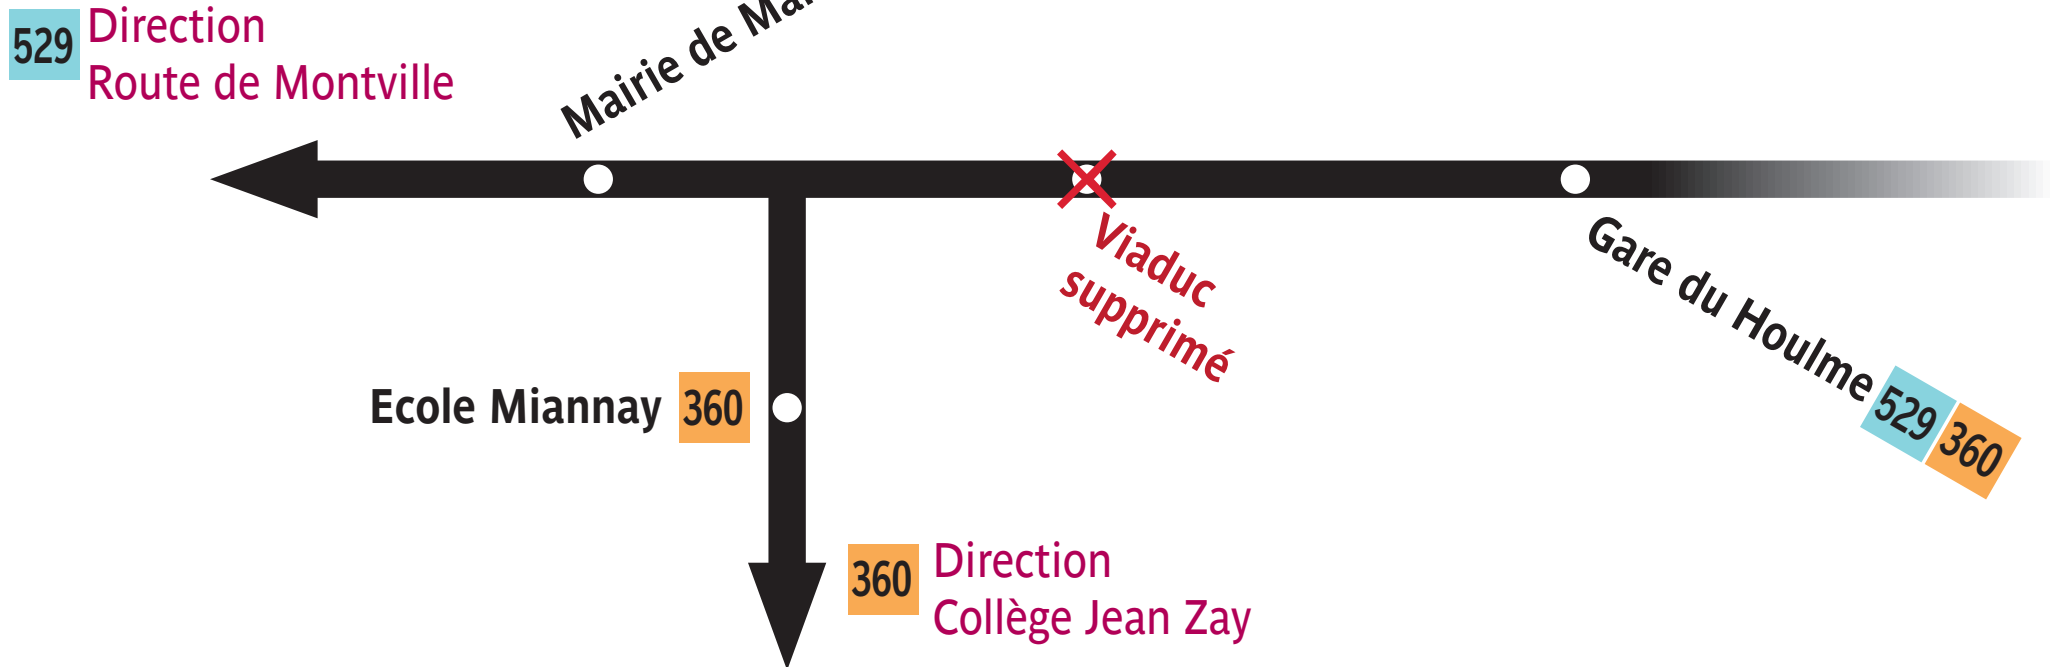 529 Direction
Route de Montville
Mairie de
Viaduc
supprimé
Gare du Houlme 529 360
Ecole Miannay 360
360 Direction
Collège Jean Zay